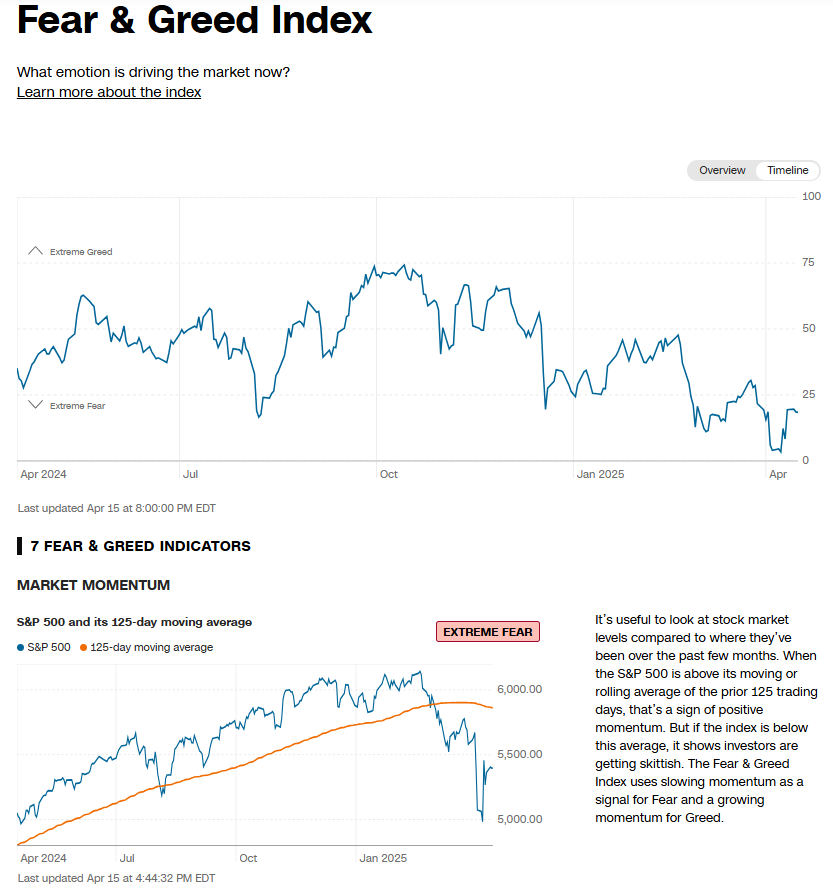 Fear & Greed Index
What emotion is driving the market now?
Learn more about the index
Overview Timeline
100
Extreme Greed
75
50
25
Extreme Fear
0
Apr 2024 Jul Oct Jan 2025 Apr
Last updated Apr 15 at 8:00:00 PM EDT
7 FEAR & GREED INDICATORS
MARKET MOMENTUM
S&P 500 and its 125-day moving average
EXTREME FEAR
S&P 500 125-day moving average
6,000.00
5,500.00
5,000.00
Apr 2024 Jul Oct Jan 2025
Last updated Apr 15 at 4:44:32 PM EDT
It's useful to look at stock market
levels compared to where they've
been over the past few months. When
the S&P 500 is above its moving or
rolling average of the prior 125 trading
days, that's a sign of positive
momentum. But if the index is below
this average, it shows investors are
getting skittish. The Fear & Greed
Index uses slowing momentum as a
signal for Fear and a growing
momentum for Greed.